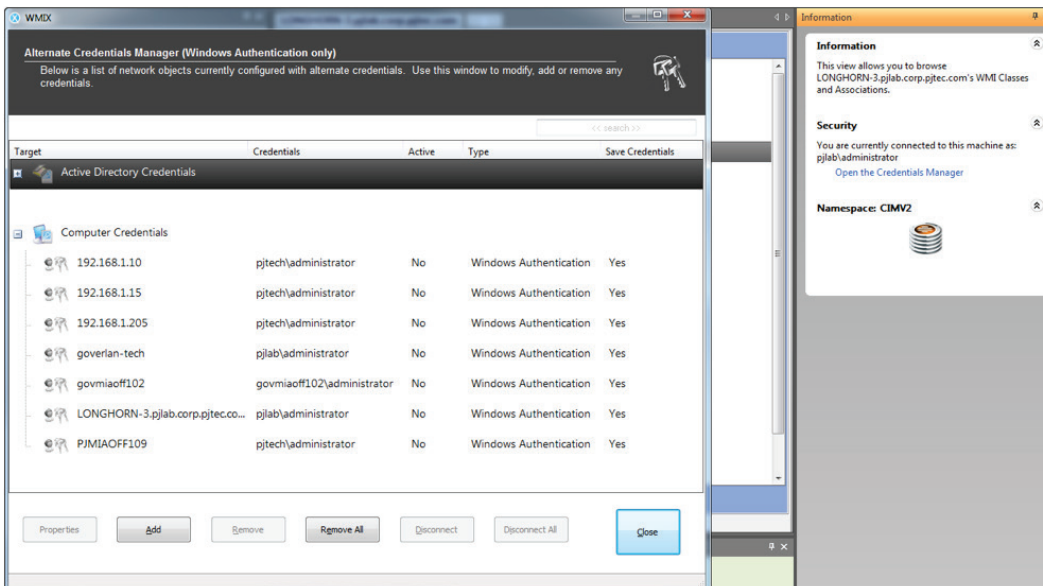 WMIX
Alternate Credentials Manager (Windows Authentication only)
Below is a list of network objects currently configured with alternate credentials. Use this window to modify, add or remove any
credentials.
<< search >>
Target Credentials Active Type Save Credentials
Active Directory Credentials
Computer Credentials
192.168.1.10 pjtech\administrator No Windows Authentication Yes
192.168.1.15 pjtech\administrator No Windows Authentication Yes
192.168.1.205 pjtech\administrator No Windows Authentication Yes
goverlan-tech pjlab\administrator No Windows Authentication Yes
govmiaoff102 govmiaoff102\administrator No Windows Authentication Yes
LONGHORN-3.pjlab.corp.pjtec.co... pjlab\administrator No Windows Authentication Yes
PJMIAOFF109 pjtech\administrator No Windows Authentication Yes
Properties Add Remove Remove All Disconnect Disconnect All Close
Information
Information
This view allows you to browse
LONGHORN-3.pjlab.corp.pjtec.com's WMI Classes
and Associations.
Security
You are currently connected to this machine as:
pjlab\administrator
Open the Credentials Manager
Namespace: CIMV2